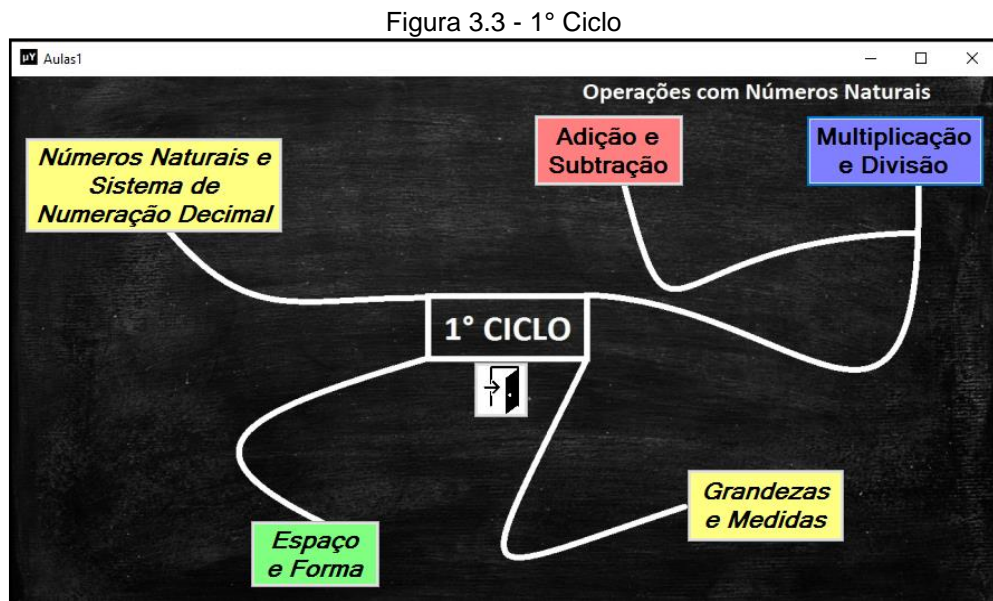 Figura 3.3 - 1° Ciclo
µY Aulas1
Operações com Números Naturais
Números Naturais e
Sistema de
Numeração Decimal
Adição e
Subtração
Multiplicação
e Divisão
1° CICLO
Espaço
e Forma
Grandezas
e Medidas